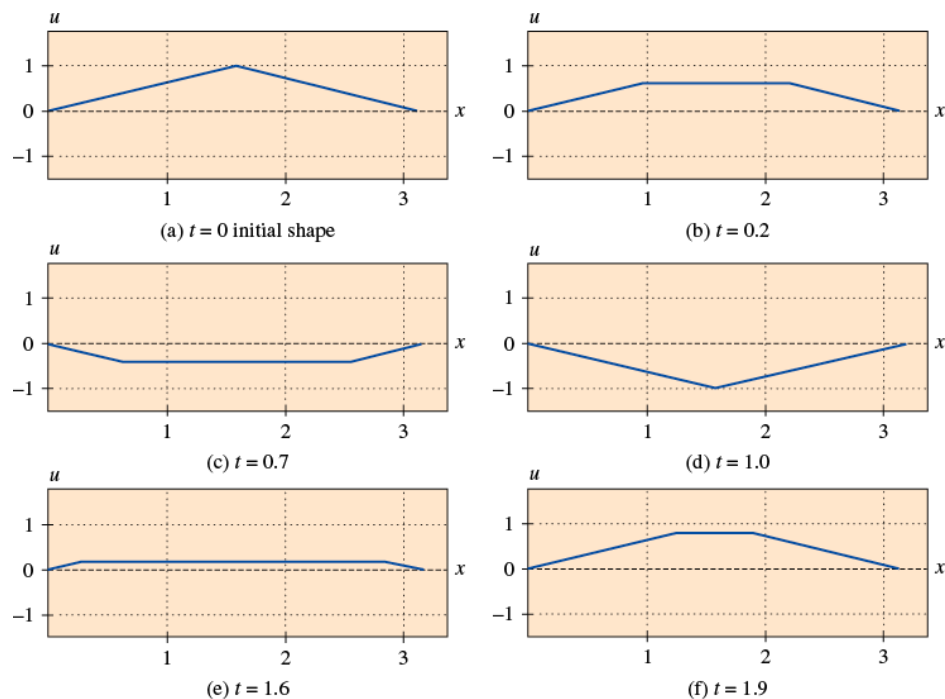 u u
1 1
0 x 0 x
–1 –1
1 2 3 1 2 3
(a) t = 0 initial shape (b) t = 0.2
u u
1 1
0 x 0 x
–1 –1
1 2 3 1 2 3
(c) t = 0.7 (d) t = 1.0
u u
1 1
0 x 0 x
–1 –1
1 2 3 1 2 3
(e) t = 1.6 (f) t = 1.9